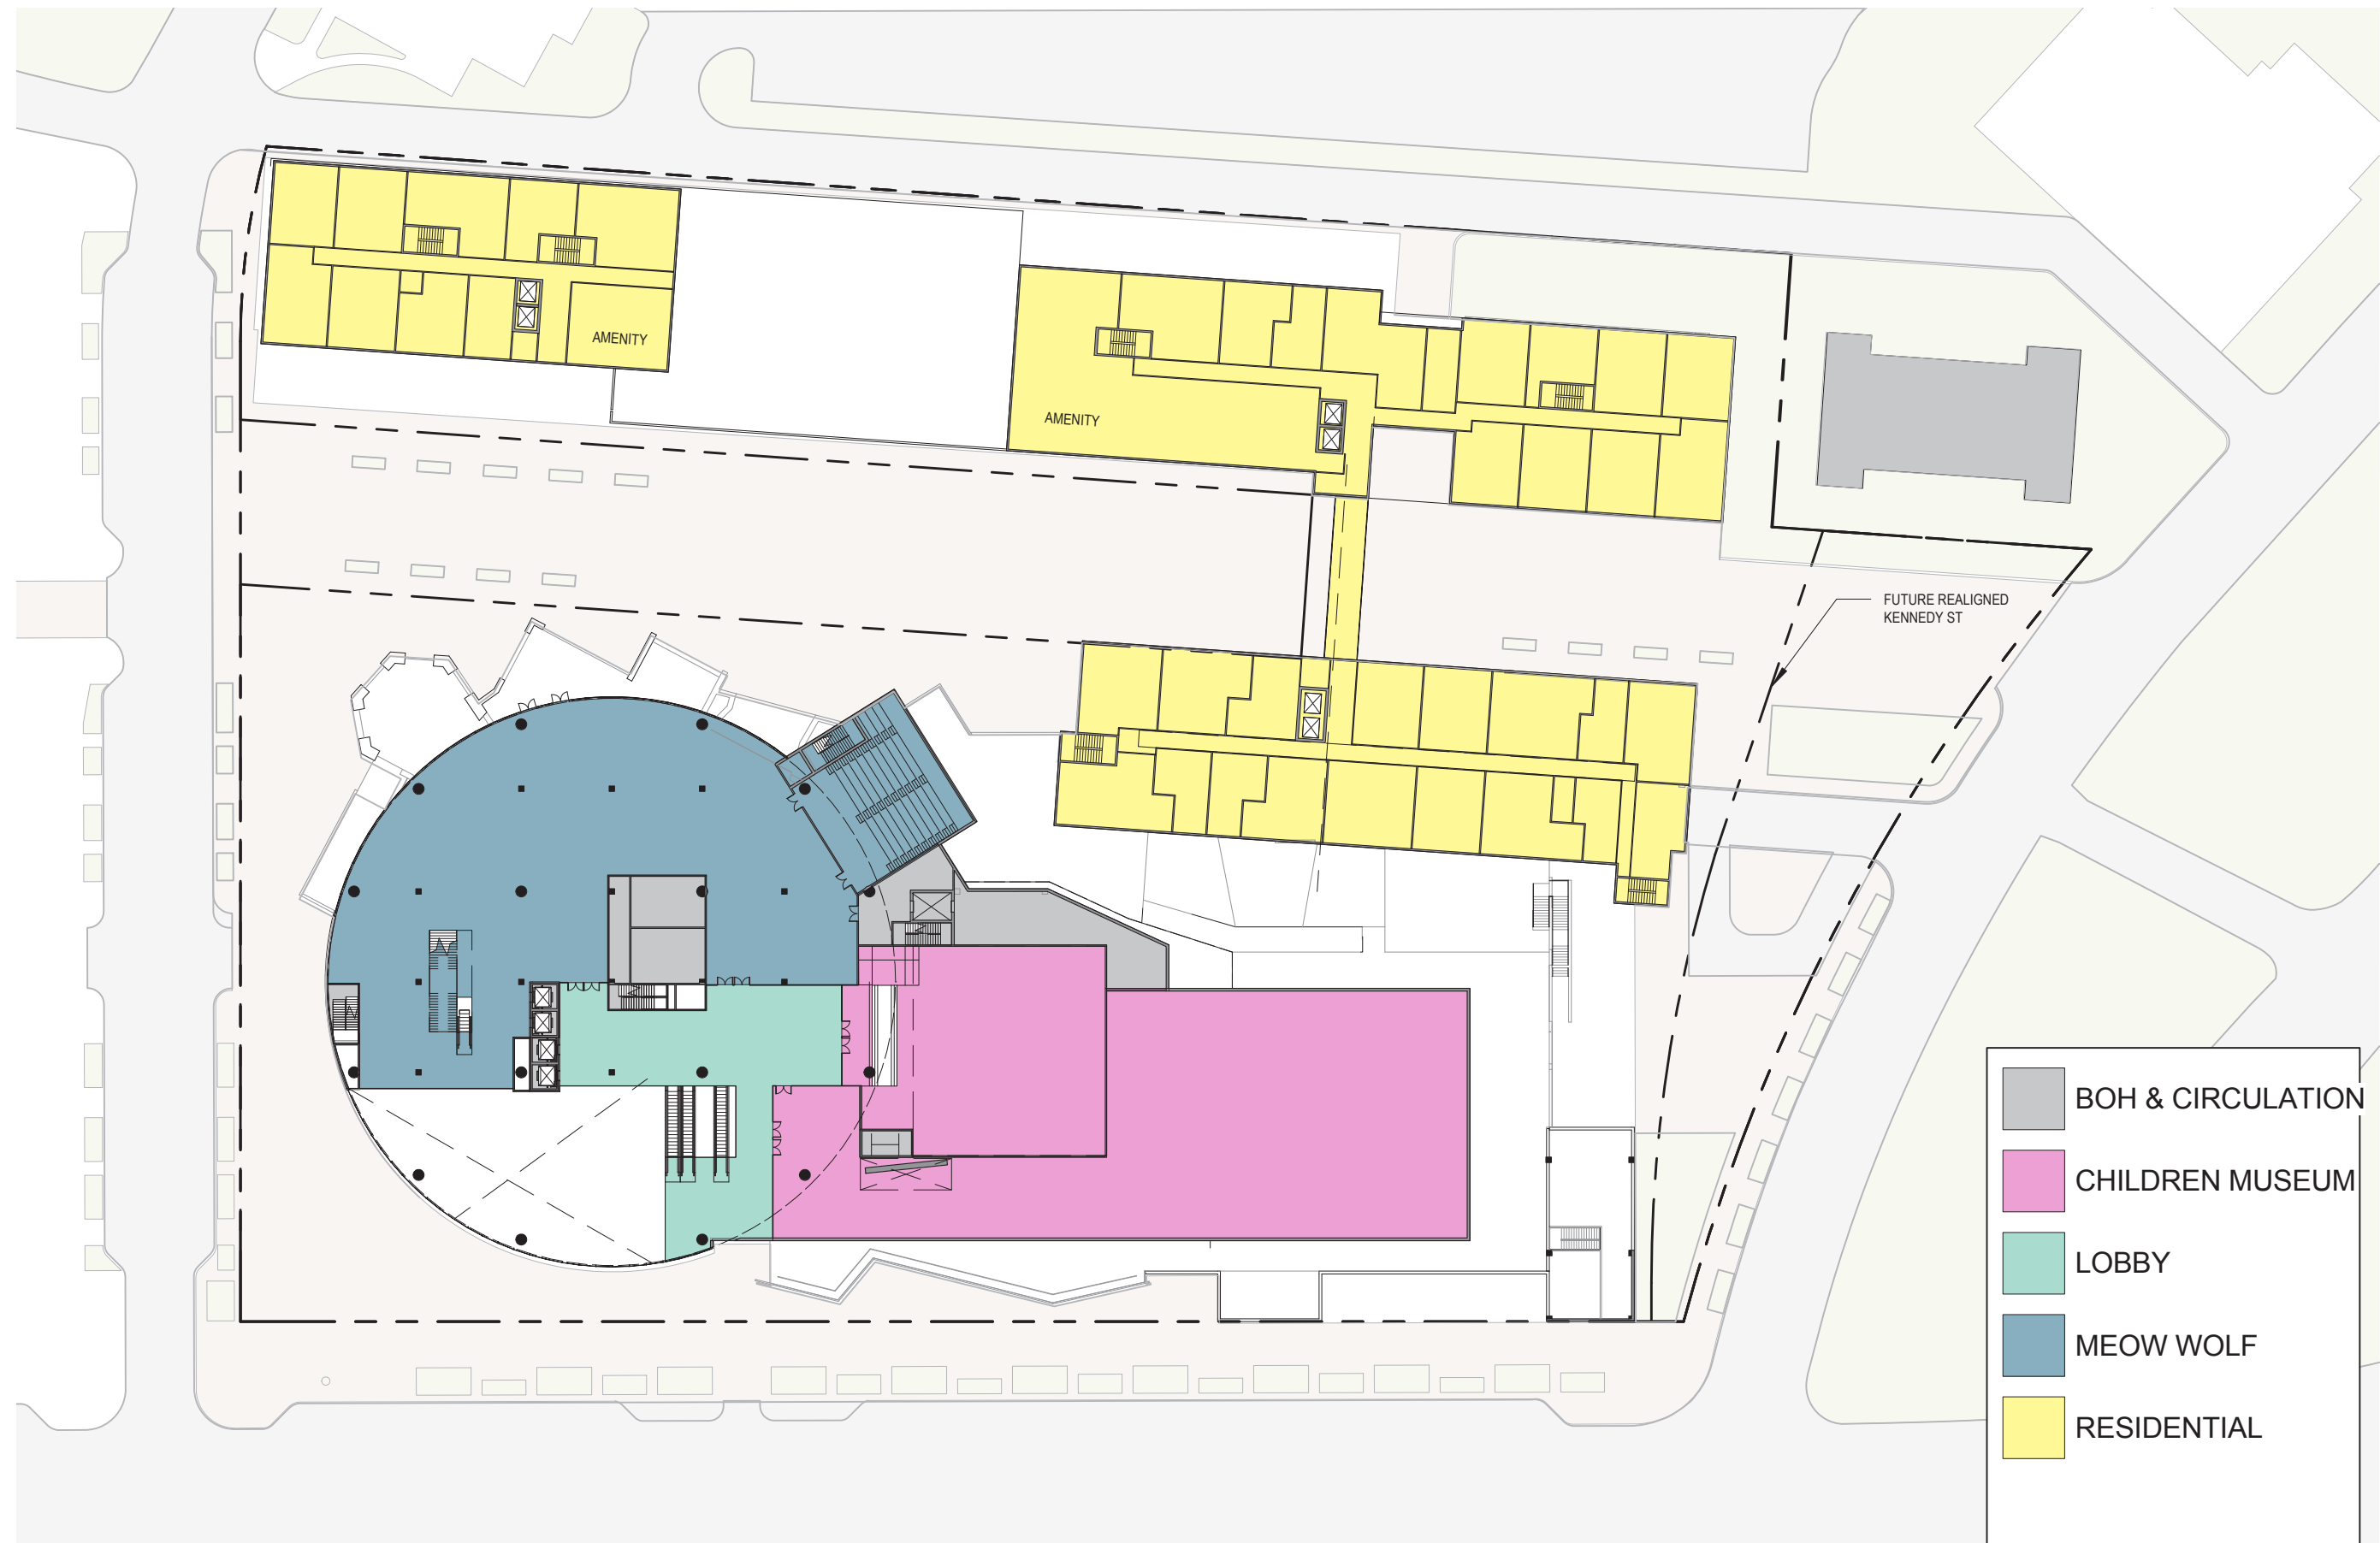 AMENITY
AMENITY
FUTURE REALIGNED
KENNEDY ST
BOH & CIRCULATION
CHILDREN MUSEUM
LOBBY
MEOW WOLF
RESIDENTIAL